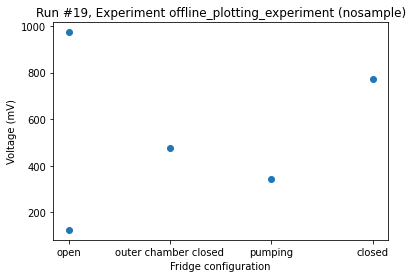 Run #19, Experiment offline_plotting_experiment (nosample)
1000
800
600
400
200
Voltage (mV)
open
outer chamber closed
pumping
closed
Fridge configuration